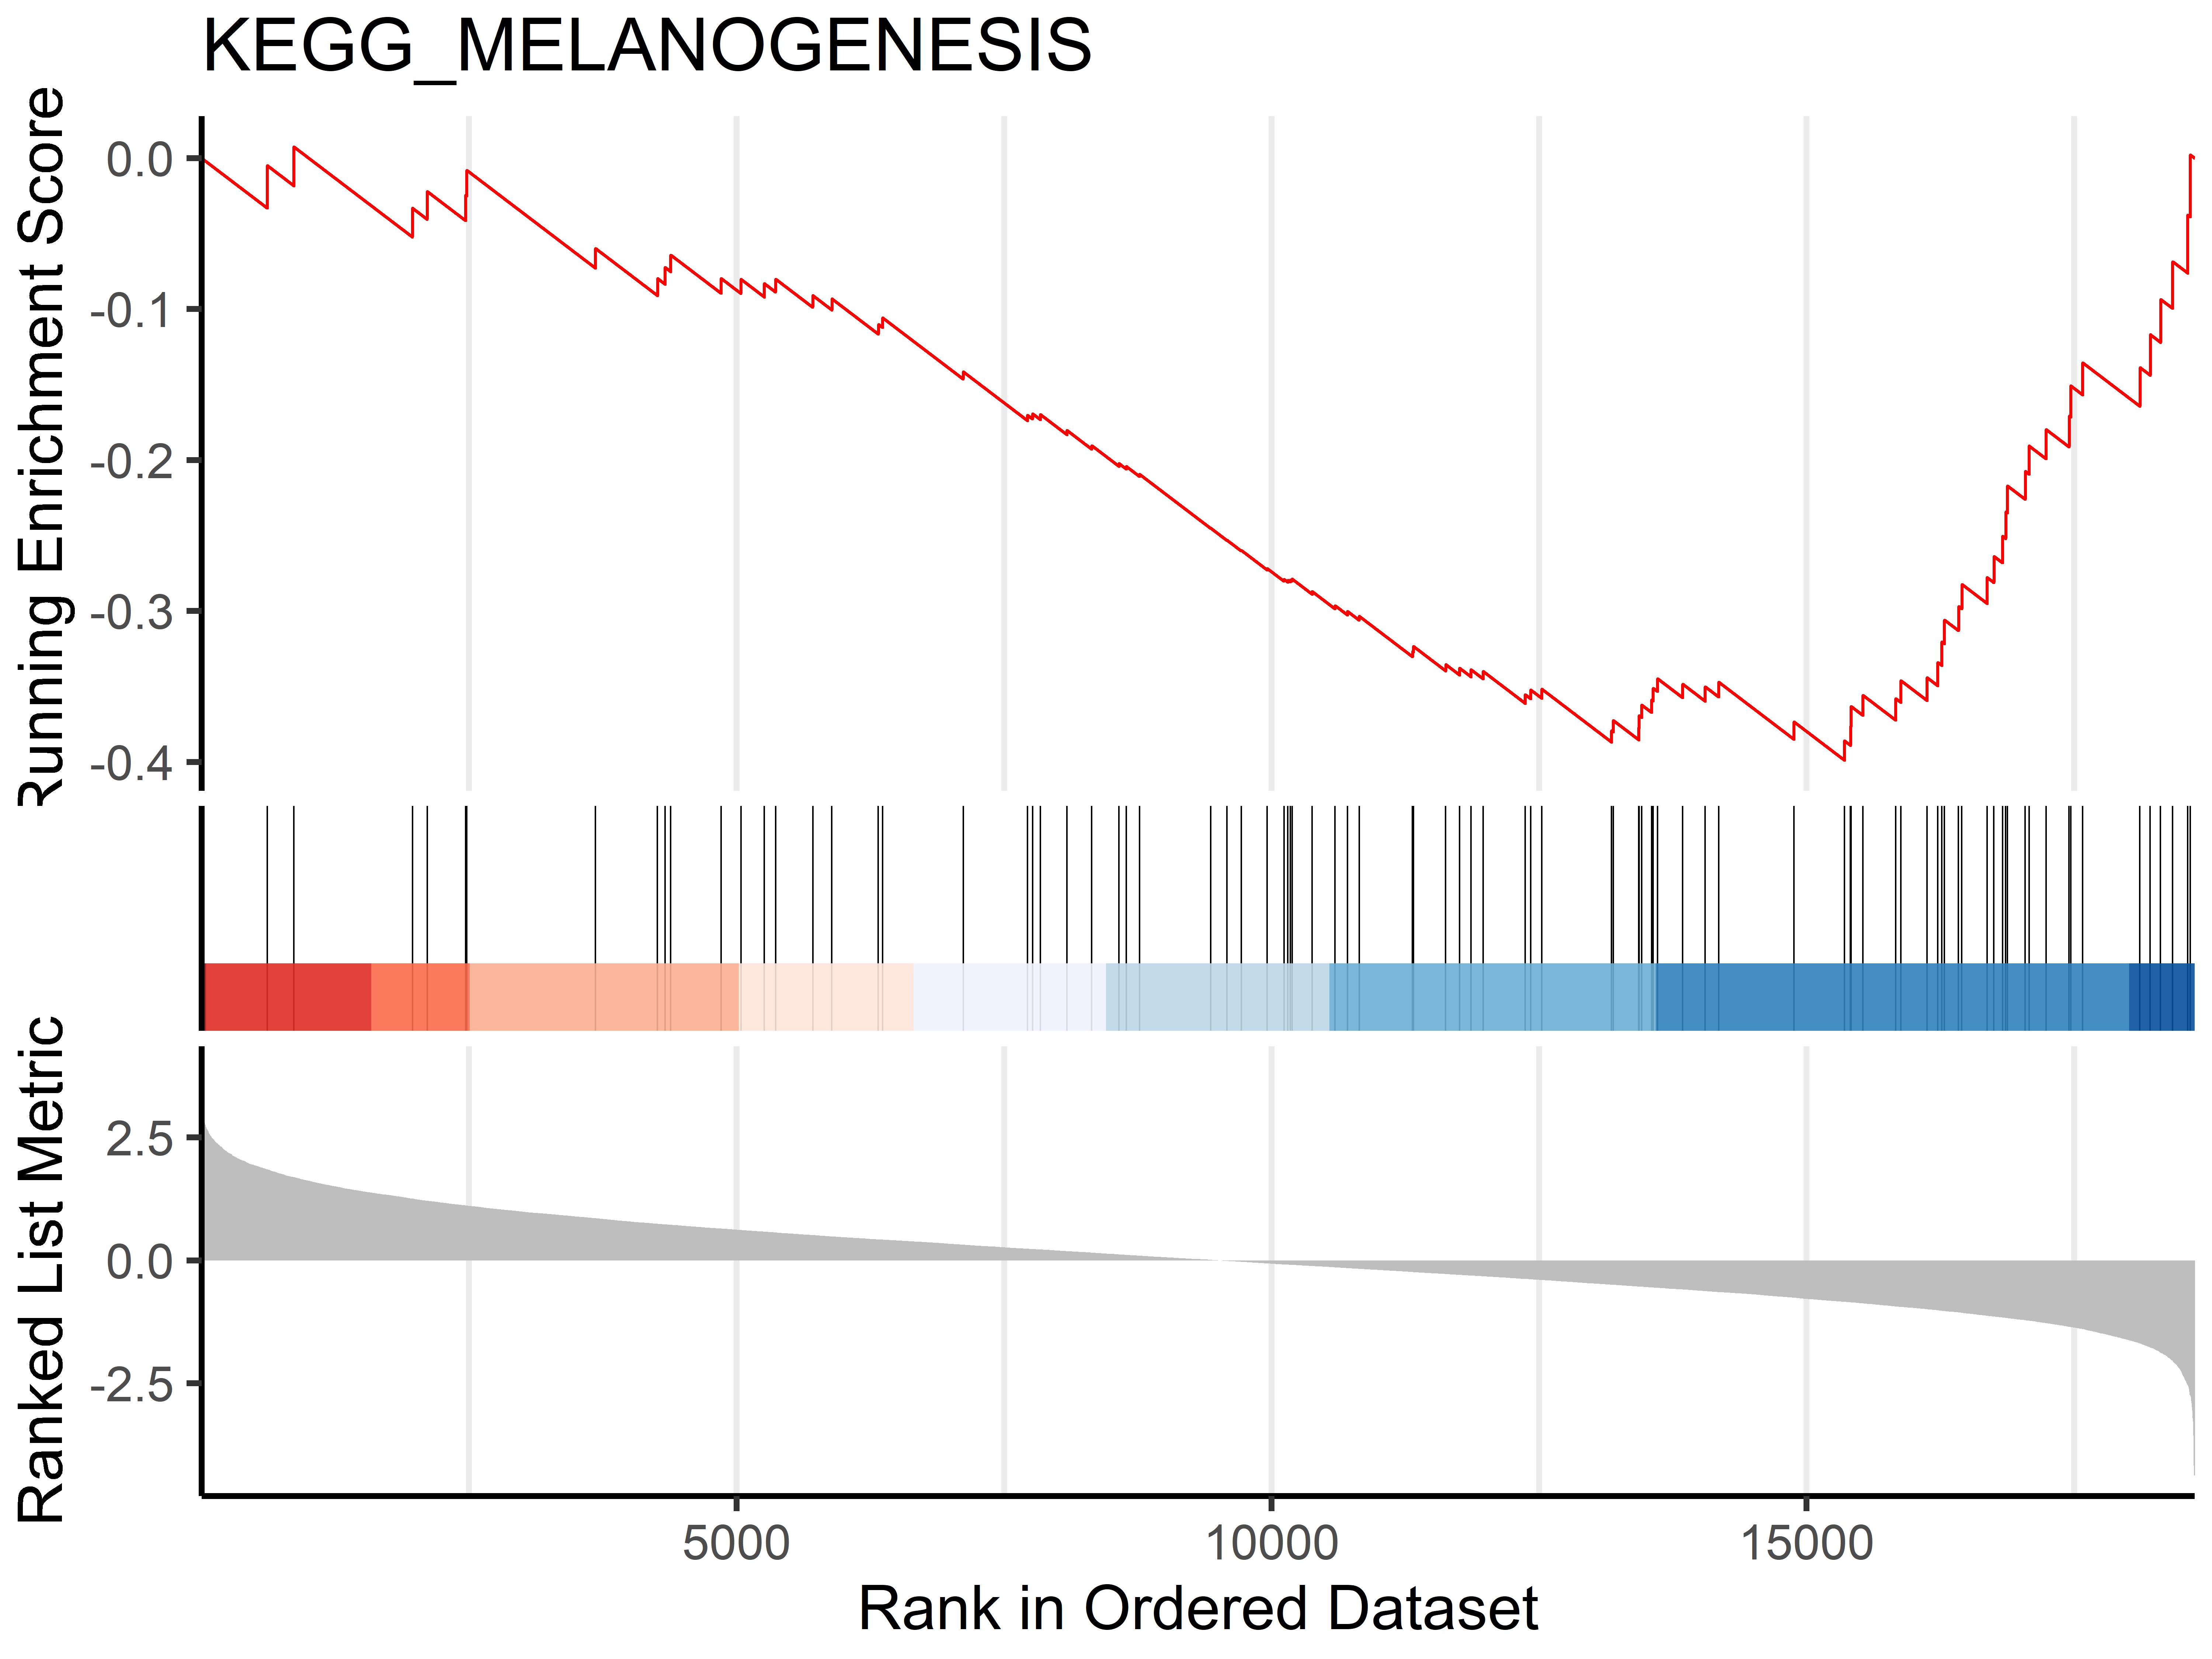 KEGG_MELANOGENESIS
Running Enrichment Score
0.0
-0.1
-0.2
-0.3
-0.4
Ranked List Metric
2.5
0.0
-2.5
5000
10000
15000
Rank in Ordered Dataset